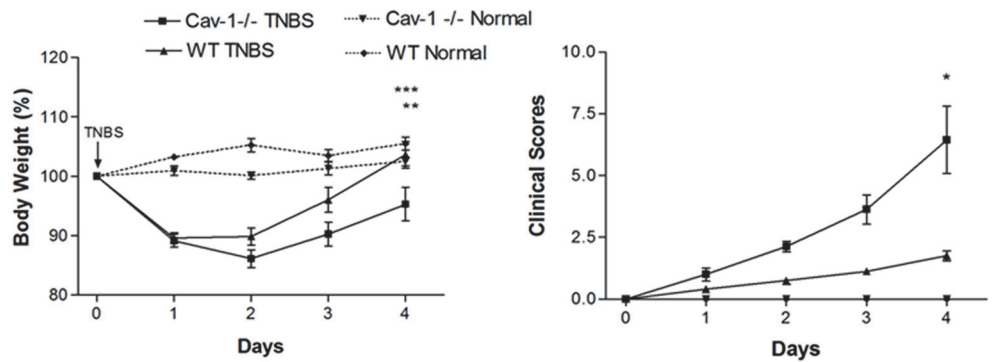 Cav-1-/- TNBS
Cav-1 -/- Normal
WT TNBS
WT Normal
120
110
100
90
80
Body Weight (%)
TNBS
***
**
0 1 2 3 4
Days
10.0
7.5
5.0
2.5
0.0
Clinical Scores
*
0 1 2 3 4
Days